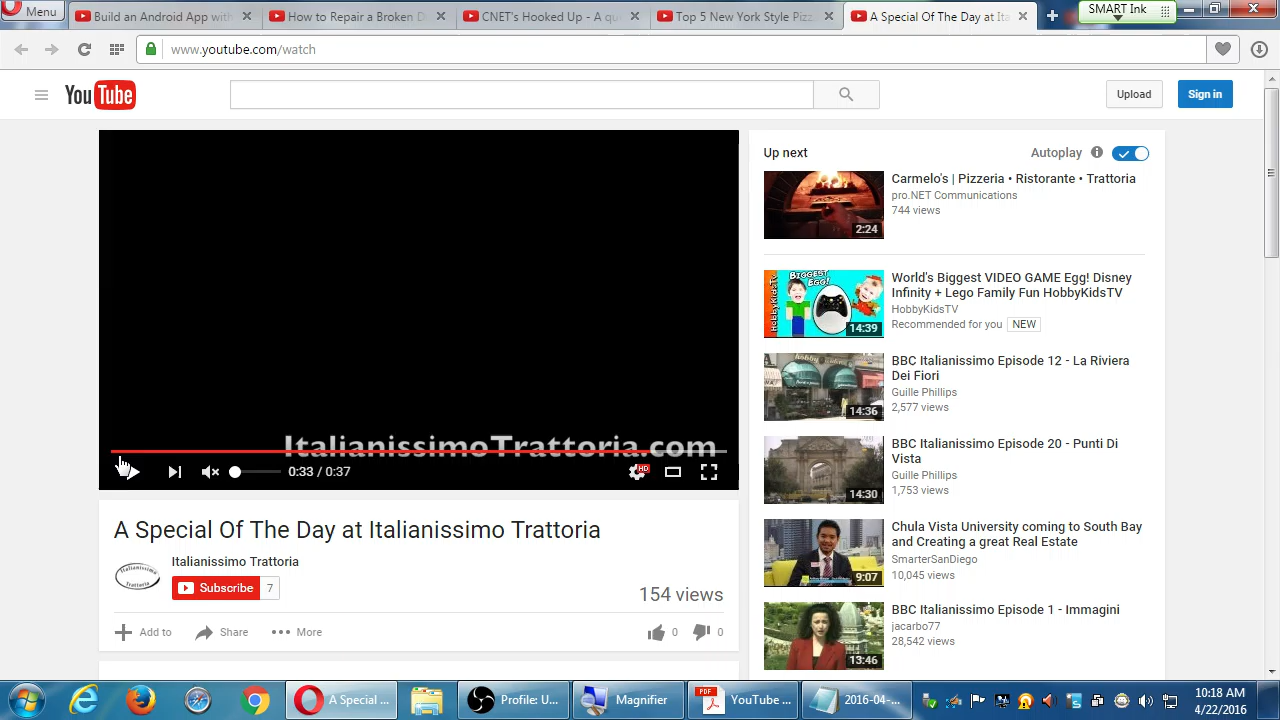 Menu
Build an Android App with
How to Repair a Broken D
CNET's Hooked Up - A qu
Top 5 New York Style Pizz
A Special Of The Day at Ita
SMART Ink
www.youtube.com/watch
YouTube
Upload
Sign in
Up next
Autoplay
Carmelo's | Pizzeria • Ristorante • Trattoria
pro.NET Communications
744 views
2:24
BIGGEST
EGG!
HobbyKidsTV
14:39
World's Biggest VIDEO GAME Egg! Disney
Infinity + Lego Family Fun HobbyKidsTV
HobbyKidsTV
Recommended for you NEW
14:36
BBC Italianissimo Episode 12 - La Riviera
Dei Fiori
Guille Phillips
2,577 views
14:30
BBC Italianissimo Episode 20 - Punti Di
Vista
Guille Phillips
1,753 views
9:07
Chula Vista University coming to South Bay
and Creating a great Real Estate
SmarterSanDiego
10,045 views
13:46
BBC Italianissimo Episode 1 - Immagini
jacarbo77
28,542 views
ItalianissimoTrattoria.com
0:33 / 0:37
HD
A Special Of The Day at Italianissimo Trattoria
Italianissimo
Trattoria
Italianissimo Trattoria
Subscribe 7
154 views
Add to
Share
More
0
0
A Special ...
Profile: U...
Magnifier
PDF
YouTube ...
2016-04-...
10:18 AM
4/22/2016